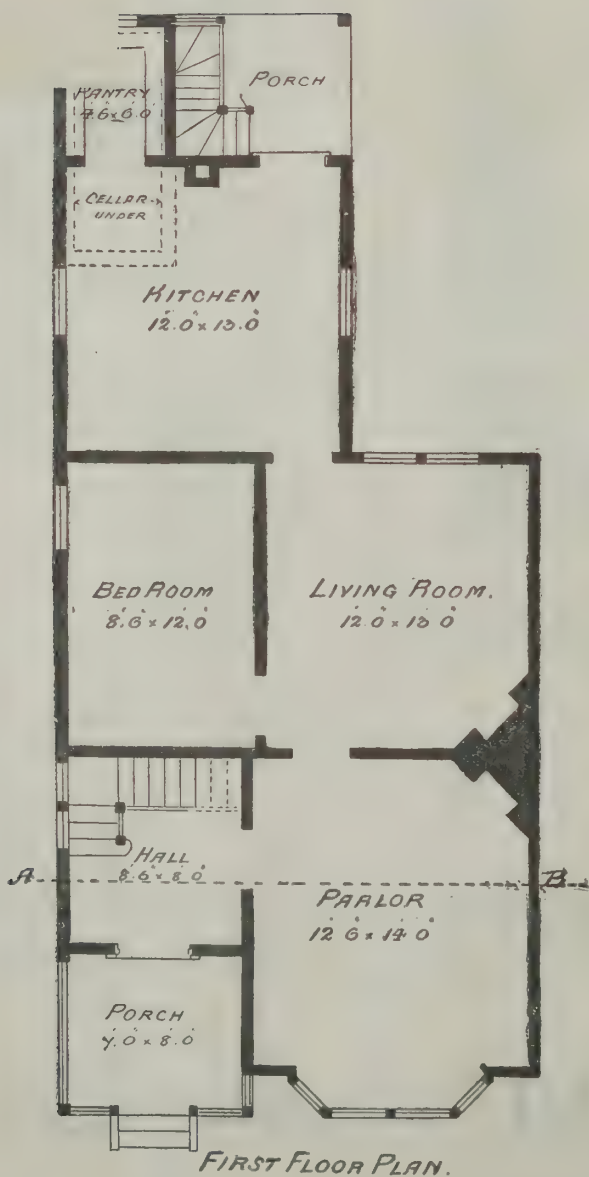 PORCH
PANTRY
4.6 x 6.0
CELLAR
UNDER
KITCHEN
12.0 x 13.0
BED ROOM
8.6 x 12.0
LIVING ROOM.
12.0 x 13.0
HALL
8.6 x 8.0
A
B
PARLOR
12.6 x 14.0
PORCH
7.0 x 8.0
FIRST FLOOR PLAN.